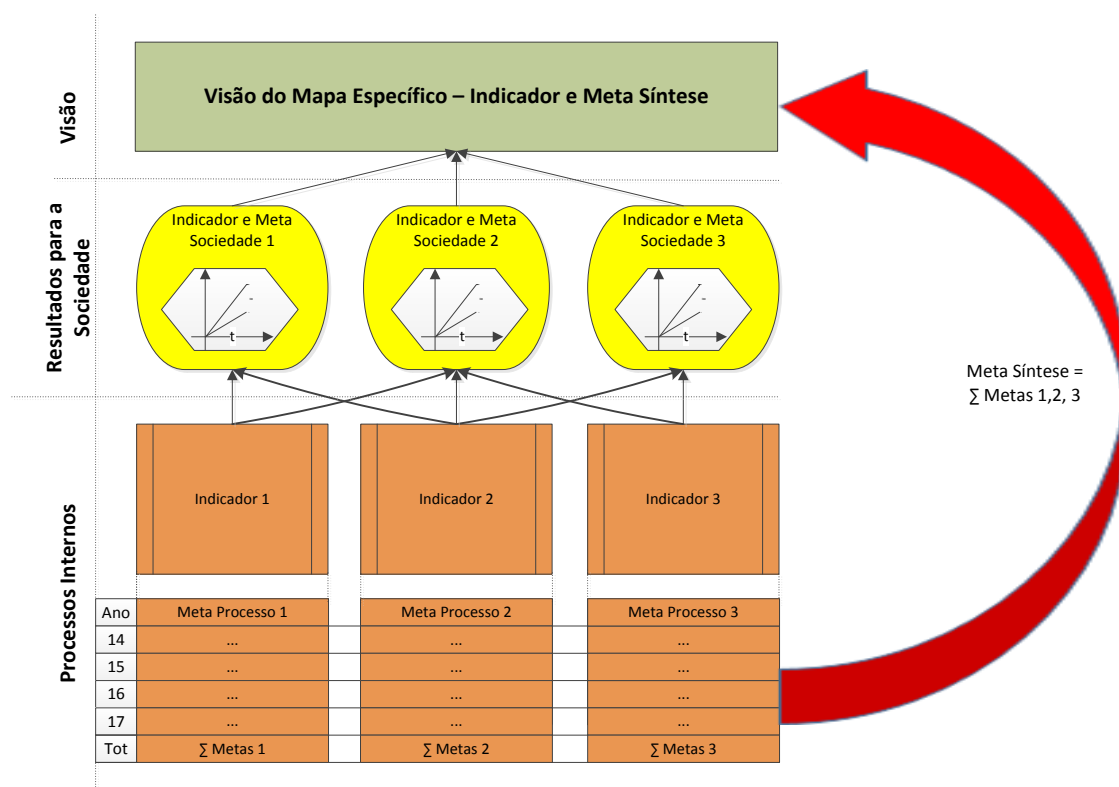 Visão
Visão do Mapa Específico – Indicador e Meta Síntese
Resultados para a
Sociedade
Indicador e Meta
Sociedade 1
t
Indicador e Meta
Sociedade 2
t
Indicador e Meta
Sociedade 3
t
Meta Síntese =
∑ Metas 1,2, 3
Processos Internos
Indicador 1
Indicador 2
Indicador 3
Ano Meta Processo 1 Meta Processo 2 Meta Processo 3
14 ... ... ...
15 ... ... ...
16 ... ... ...
17 ... ... ...
Tot ∑ Metas 1 ∑ Metas 2 ∑ Metas 3